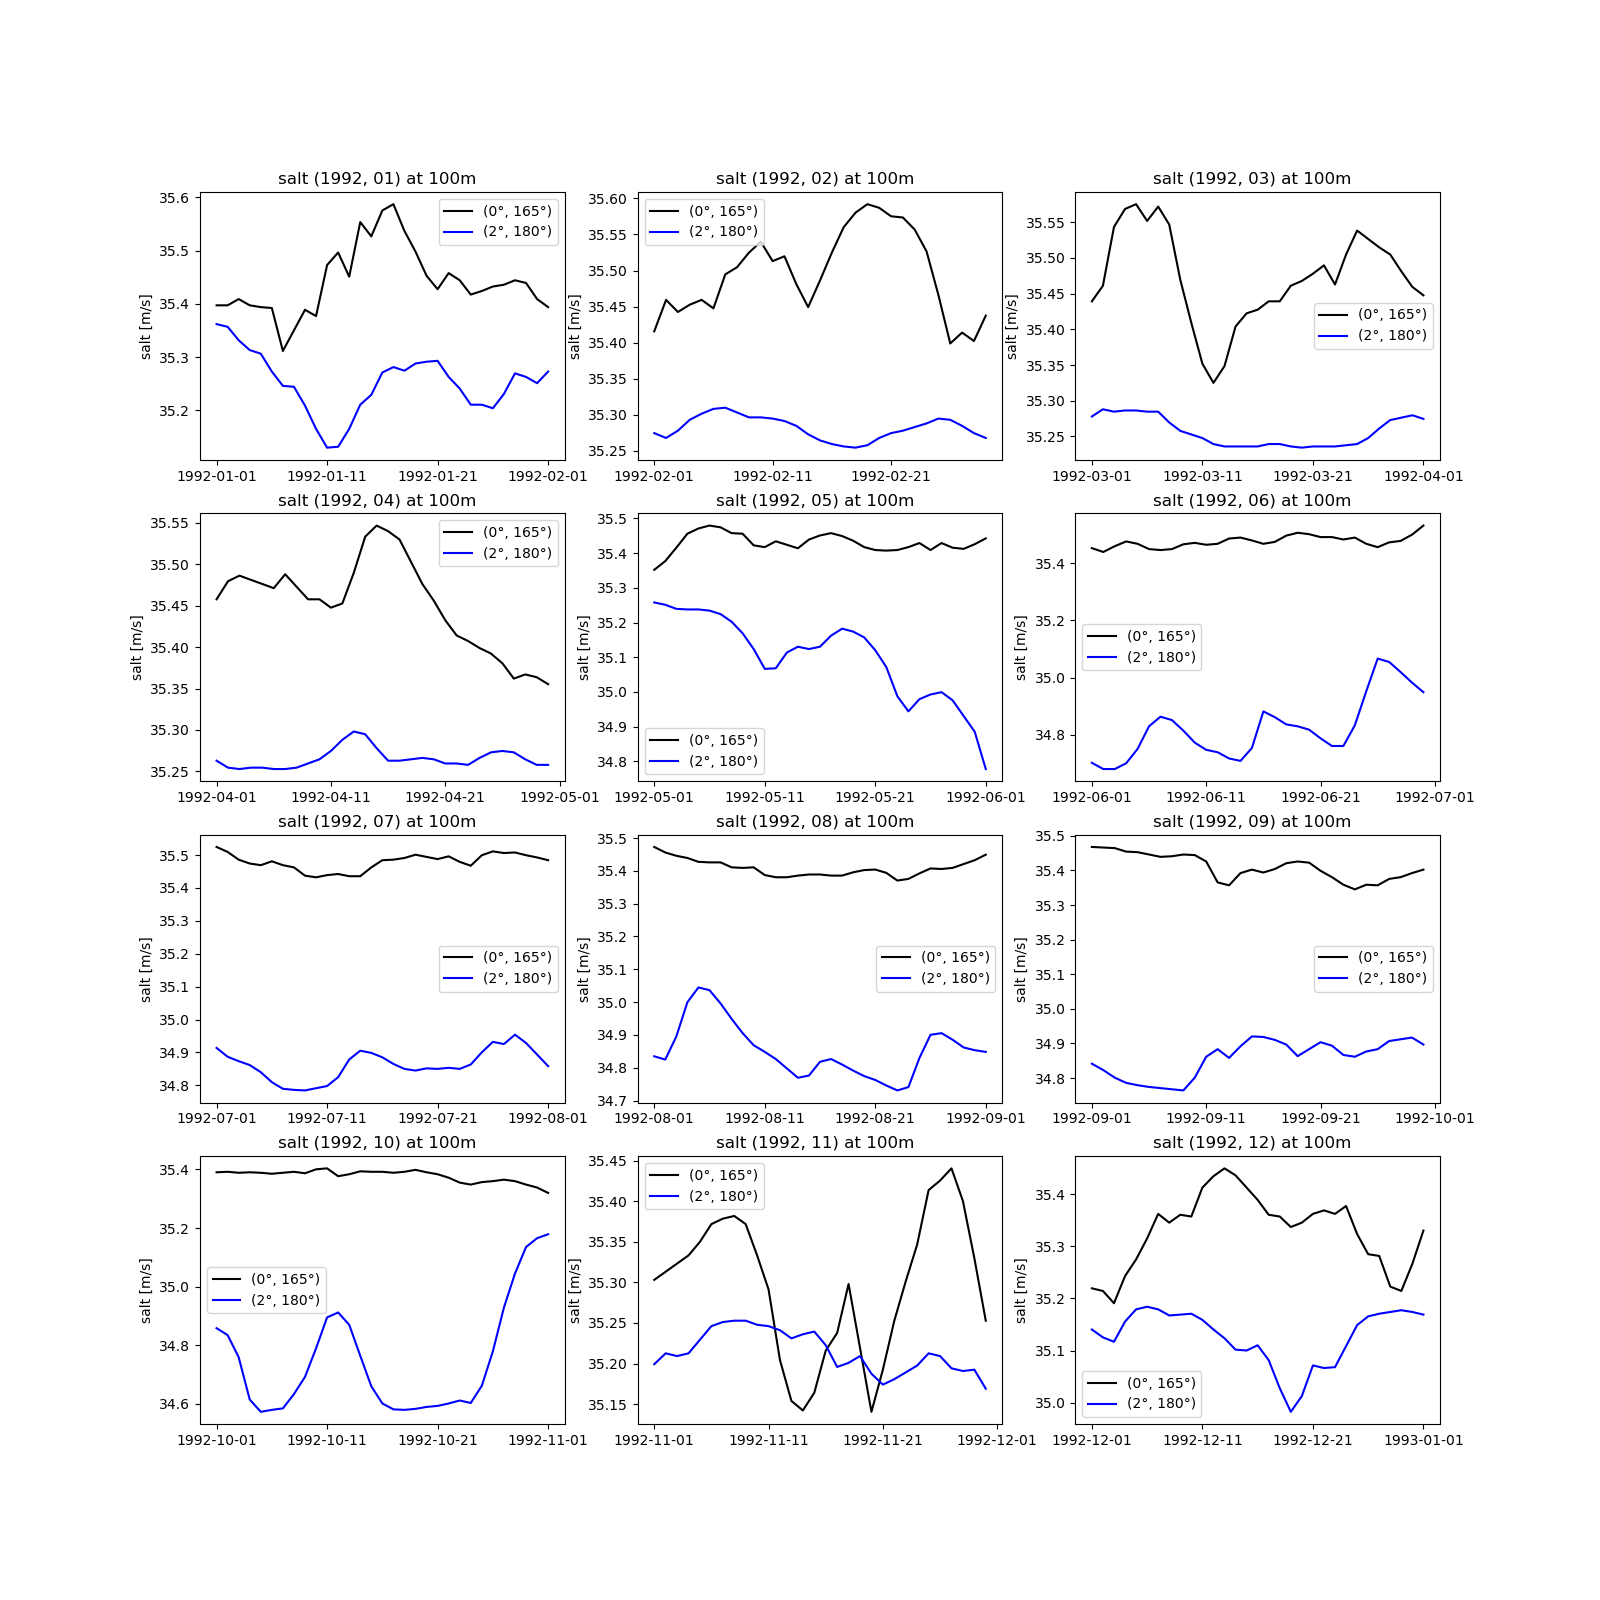 salt (1992, 01) at 100m
salt [m/s]
35.6
35.5
35.4
35.3
35.2
(0°, 165°)
(2°, 180°)
1992-01-01 1992-01-11 1992-01-21 1992-02-01
salt (1992, 02) at 100m
salt [m/s]
35.60
35.55
35.50
35.45
35.40
35.35
35.30
35.25
(0°, 165°)
(2°, 180°)
1992-02-01 1992-02-11 1992-02-21
salt (1992, 03) at 100m
salt [m/s]
35.55
35.50
35.45
35.40
35.35
35.30
35.25
(0°, 165°)
(2°, 180°)
1992-03-01 1992-03-11 1992-03-21 1992-04-01
salt (1992, 04) at 100m
salt [m/s]
35.55
35.50
35.45
35.40
35.35
35.30
35.25
(0°, 165°)
(2°, 180°)
1992-04-01 1992-04-11 1992-04-21 1992-05-01
salt (1992, 05) at 100m
salt [m/s]
35.5
35.4
35.3
35.2
35.1
35.0
34.9
34.8
(0°, 165°)
(2°, 180°)
1992-05-01 1992-05-11 1992-05-21 1992-06-01
salt (1992, 06) at 100m
salt [m/s]
35.4
35.2
35.0
34.8
(0°, 165°)
(2°, 180°)
1992-06-01 1992-06-11 1992-06-21 1992-07-01
salt (1992, 07) at 100m
salt [m/s]
35.5
35.4
35.3
35.2
35.1
35.0
34.9
34.8
(0°, 165°)
(2°, 180°)
1992-07-01 1992-07-11 1992-07-21 1992-08-01
salt (1992, 08) at 100m
salt [m/s]
35.5
35.4
35.3
35.2
35.1
35.0
34.9
34.8
34.7
(0°, 165°)
(2°, 180°)
1992-08-01 1992-08-11 1992-08-21 1992-09-01
salt (1992, 09) at 100m
salt [m/s]
35.5
35.4
35.3
35.2
35.1
35.0
34.9
34.8
(0°, 165°)
(2°, 180°)
1992-09-01 1992-09-11 1992-09-21 1992-10-01
salt (1992, 10) at 100m
salt [m/s]
35.4
35.2
35.0
34.8
34.6
(0°, 165°)
(2°, 180°)
1992-10-01 1992-10-11 1992-10-21 1992-11-01
salt (1992, 11) at 100m
salt [m/s]
35.45
35.40
35.35
35.30
35.25
35.20
35.15
(0°, 165°)
(2°, 180°)
1992-11-01 1992-11-11 1992-11-21 1992-12-01
salt (1992, 12) at 100m
salt [m/s]
35.4
35.3
35.2
35.1
35.0
(0°, 165°)
(2°, 180°)
1992-12-01 1992-12-11 1992-12-21 1993-01-01